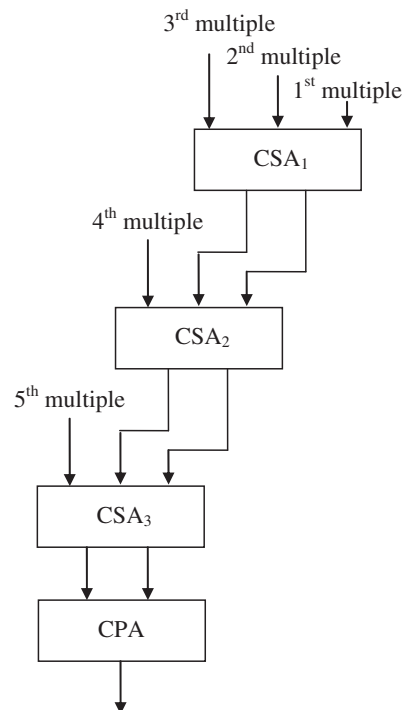 3rd multiple
2nd multiple
1st multiple
CSA1
4th multiple
CSA2
5th multiple
CSA3
CPA